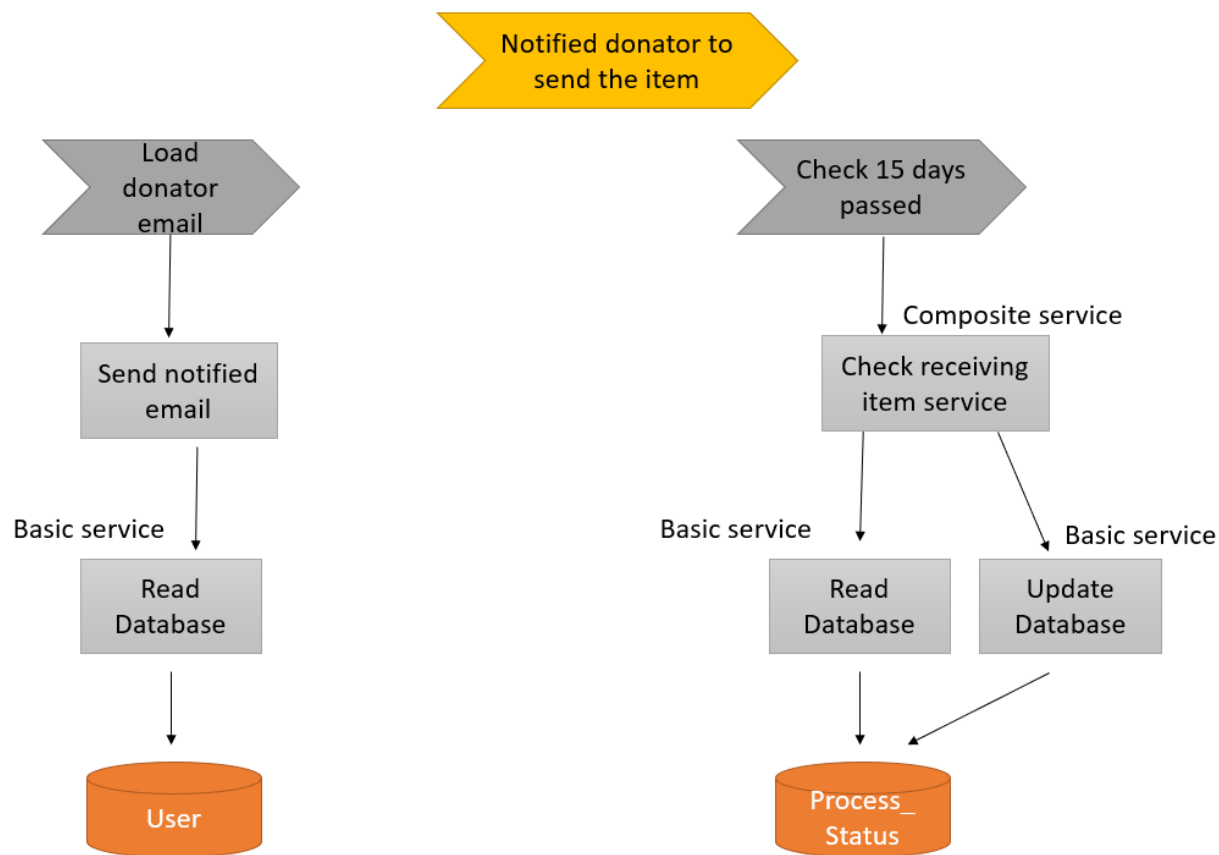 Notified donator to
send the item
Load
donator
email
Check 15 days
passed
Composite service
Send notified
email
Check receiving
item service
Basic service
Basic service
Basic service
Read
Database
Read
Database
Update
Database
User
Process_
Status